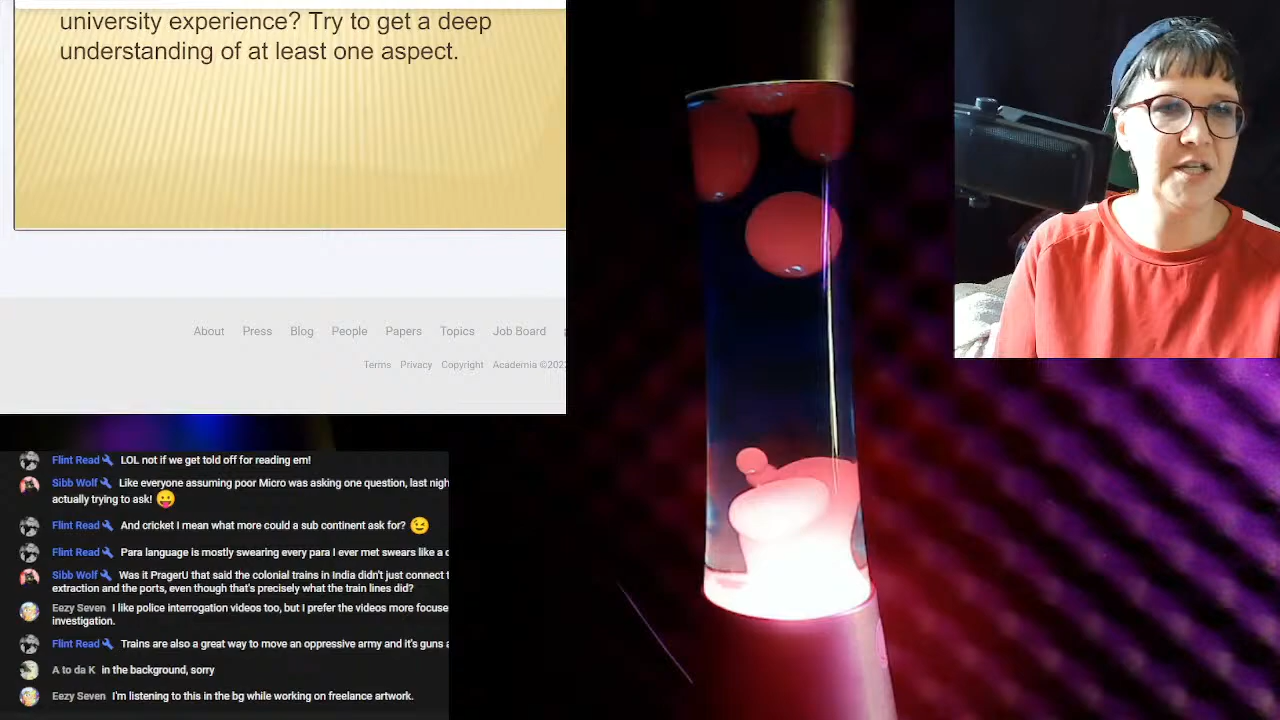 university experience? Try to get a deep
understanding of at least one aspect.
About Press Blog People Papers Topics Job Board
Terms Privacy Copyright Academia ©2022
Flint Read LOL not if we get told off for reading em!
Sibb Wolf Like everyone assuming poor Micro was asking one question, last nigh
actually trying to ask! 😛
Flint Read And cricket I mean what more could a sub continent ask for? 😉
Flint Read Para language is mostly swearing every para I ever met swears like a
Sibb Wolf Was it PragerU that said the colonial trains in India didn't just connect
extraction and the ports, even though that's precisely what the train lines did?
Eezy Seven I like police interrogation videos too, but I prefer the videos more focuse
investigation.
Flint Read Trains are also a great way to move an oppressive army and it's guns
A to da K in the background, sorry
Eezy Seven I'm listening to this in the bg while working on freelance artwork.